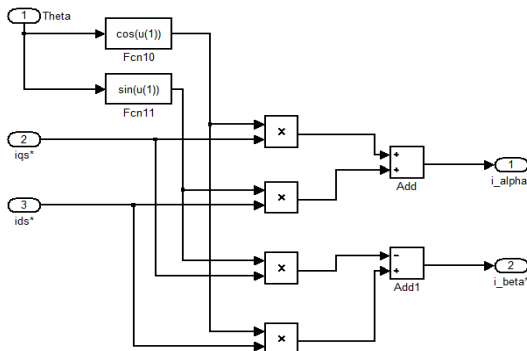 1
Theta
cos(u(1))
Fcn10
sin(u(1))
Fcn11
2
iqs*
×
+
+
Add
1
i_alpha
3
ids*
×
×
−
+
Add1
2
i_beta*
×